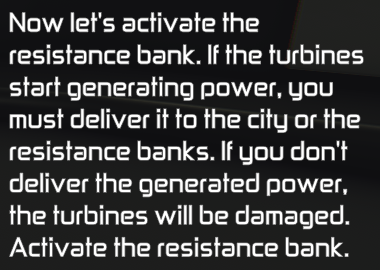 Now let's activate the
resistance bank. If the turbines
start generating power, you
must deliver it to the city or the
resistance banks. If you don't
deliver the generated power,
the turbines will be damaged.
Activate the resistance bank.